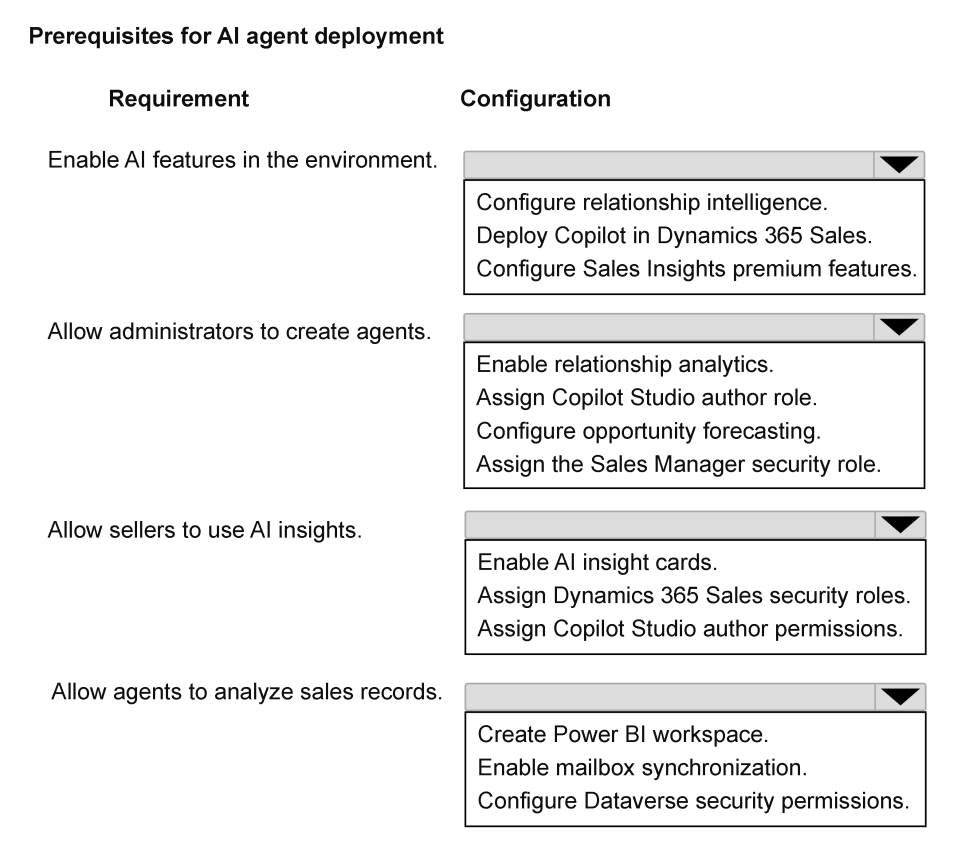 Prerequisites for AI agent deployment
Requirement Configuration
Enable AI features in the environment.
Configure relationship intelligence.
Deploy Copilot in Dynamics 365 Sales.
Configure Sales Insights premium features.
Allow administrators to create agents.
Enable relationship analytics.
Assign Copilot Studio author role.
Configure opportunity forecasting.
Assign the Sales Manager security role.
Allow sellers to use AI insights.
Enable AI insight cards.
Assign Dynamics 365 Sales security roles.
Assign Copilot Studio author permissions.
Allow agents to analyze sales records.
Create Power BI workspace.
Enable mailbox synchronization.
Configure Dataverse security permissions.